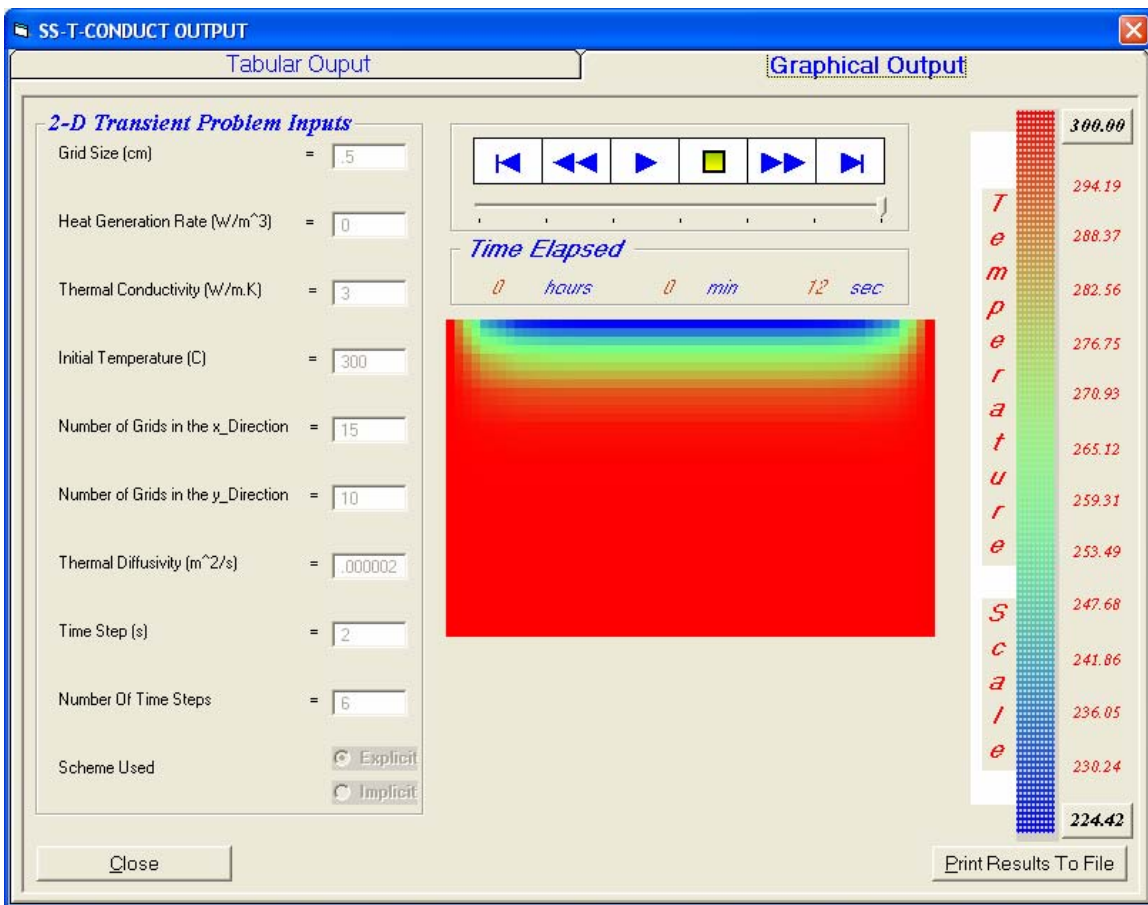 SS-T-CONDUCT OUTPUT
Tabular Ouput
Graphical Output
2-D Transient Problem Inputs
Grid Size (cm) = .5
Heat Generation Rate (W/m^3) = 0
Thermal Conductivity (W/m.K) = 3
Initial Temperature (C) = 300
Number of Grids in the x_Direction = 15
Number of Grids in the y_Direction = 10
Thermal Diffusivity (m^2/s) = .000002
Time Step (s) = 2
Number Of Time Steps = 6
Scheme Used
Explicit
Implicit
Close
Time Elapsed
0 hours 0 min 12 sec
Temperature
Scale
300.00
294.19
288.37
282.56
276.75
270.93
265.12
259.31
253.49
247.68
241.86
236.05
230.24
224.42
Print Results To File